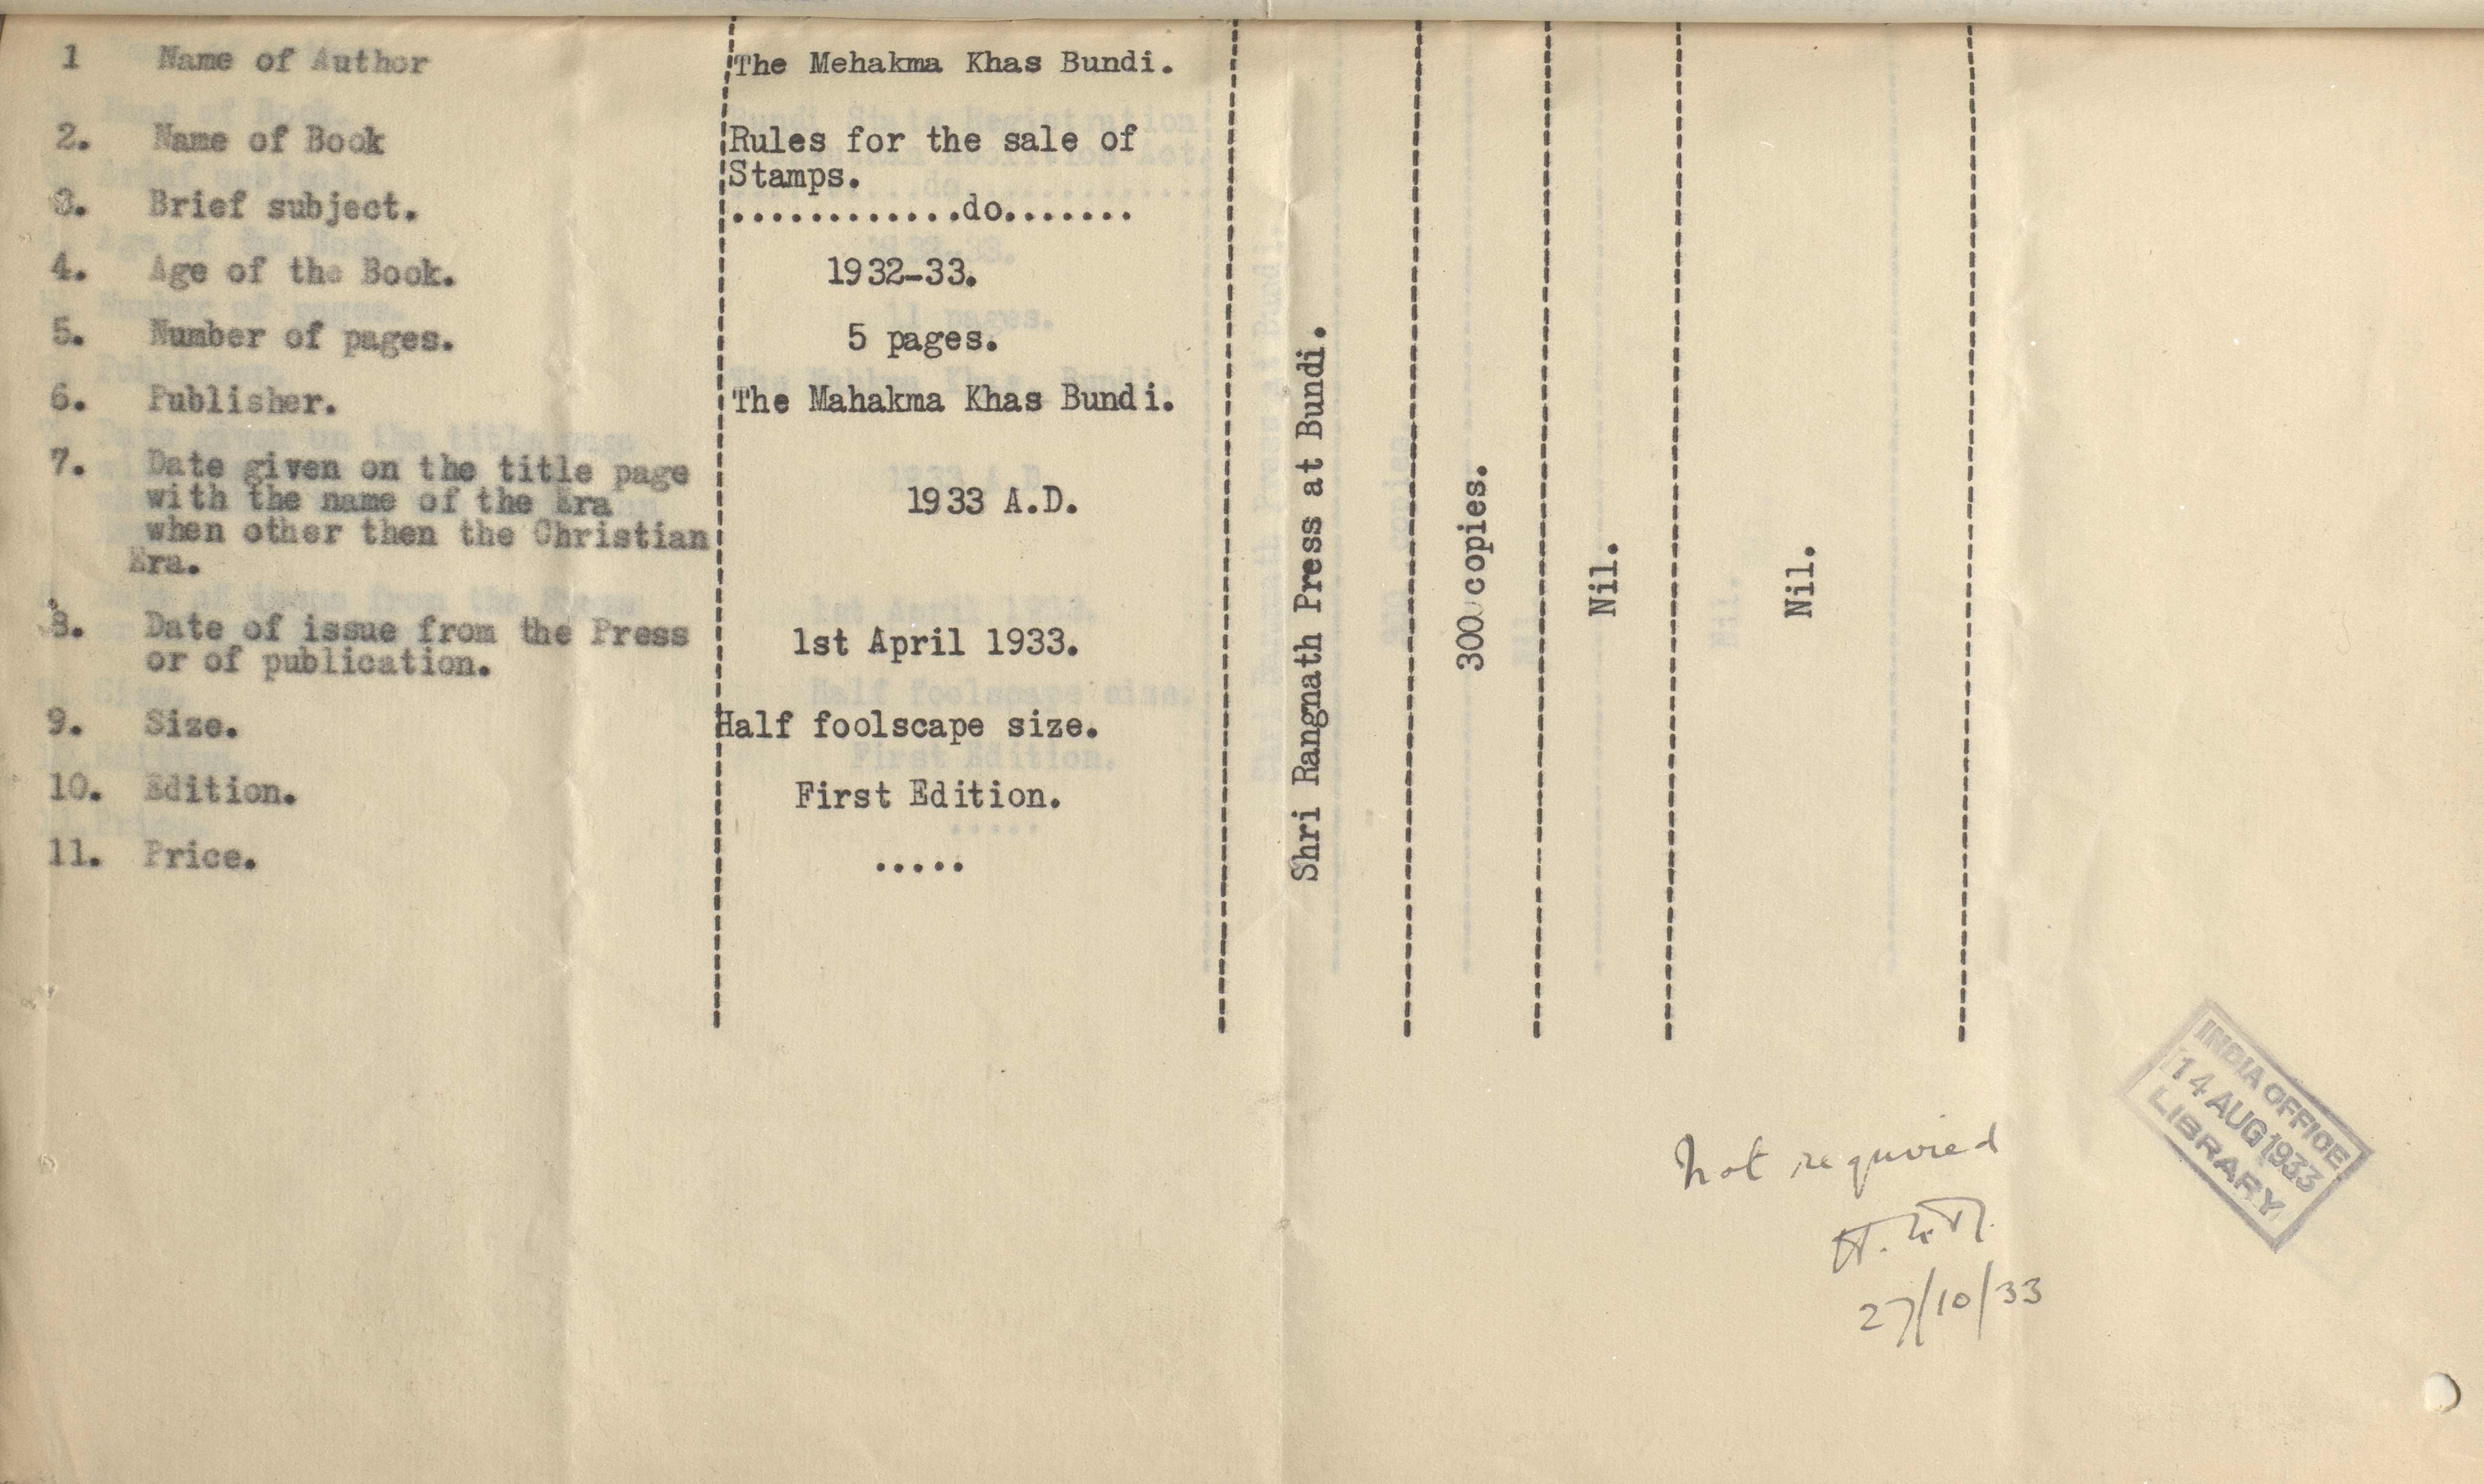 1 Name of Author The Mehakma Khas Bundi.
2. Name of Book Rules for the sale of
Stamps.
3. Brief subject. ............do.......
4. Age of the Book. 1932-33.
5. Number of pages. 5 pages.
6. Publisher. The Mahakma Khas Bundi.
7. Date given on the title page
with the name of the Era
when other then the Christian
Era.
1933 A.D.
8. Date of issue from the Press
or of publication.
1st April 1933.
9. Size. Half foolscape size.
10. Edition. First Edition.
11. Price. .....
Shri Rangnath Press at Bundi.
300 copies.
Nil.
Nil.
Not required
27/10/33
INDIA OFFICE
14 AUG 1933
LIBRARY